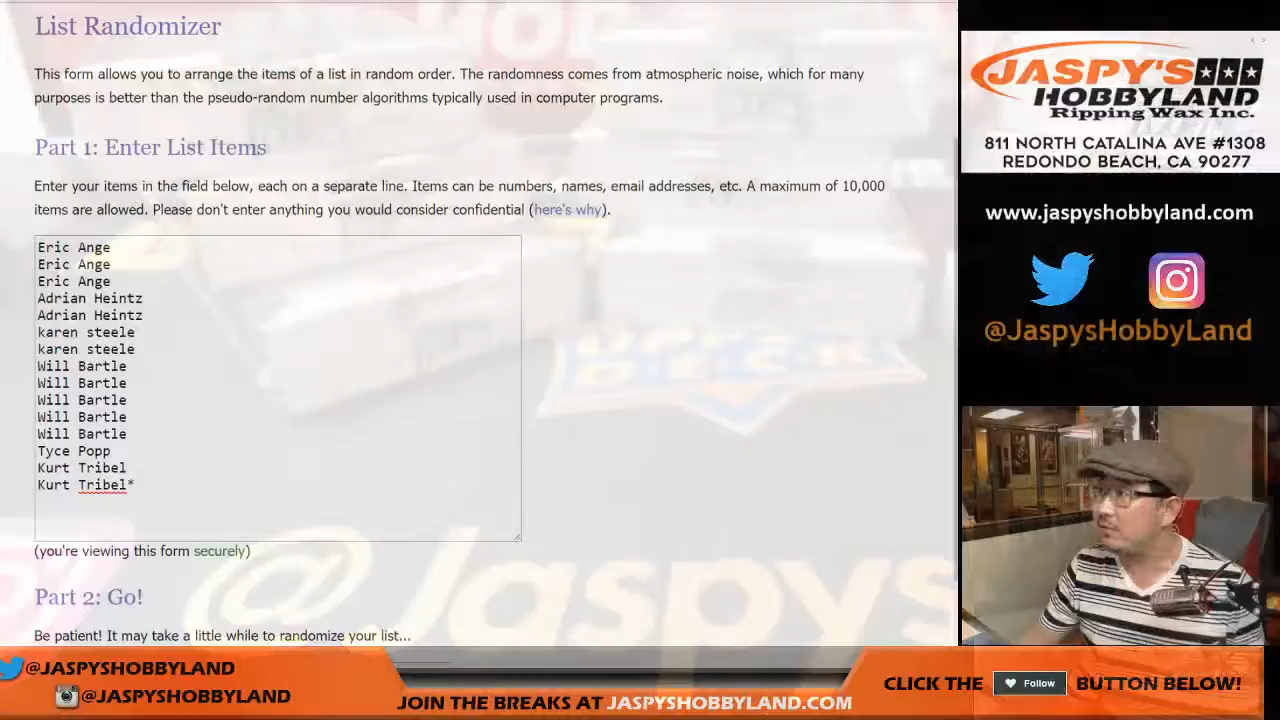 List Randomizer
This form allows you to arrange the items of a list in random order. The randomness comes from atmospheric noise, which for many
purposes is better than the pseudo-random number algorithms typically used in computer programs.
Part 1: Enter List Items
Enter your items in the field below, each on a separate line. Items can be numbers, names, email addresses, etc. A maximum of 10,000
items are allowed. Please don't enter anything you would consider confidential (here's why).
Eric Ange
Eric Ange
Eric Ange
Adrian Heintz
Adrian Heintz
karen steele
karen steele
Will Bartle
Will Bartle
Will Bartle
Will Bartle
Will Bartle
Tyce Popp
Kurt Tribel
Kurt Tribel*
(you're viewing this form securely)
Part 2: Go!
Be patient! It may take a little while to randomize your list...
UPPER
DECK
@Jaspys
JASPY'S
HOBBYLAND
Ripping Wax Inc.
811 NORTH CATALINA AVE #1308
REDONDO BEACH, CA 90277
www.jaspyshobbyland.com
@JaspysHobbyLand
@JASPYSHOBBYLAND
@JASPYSHOBBYLAND
JOIN THE BREAKS AT JASPYSHOBBYLAND.COM
CLICK THE Follow BUTTON BELOW!